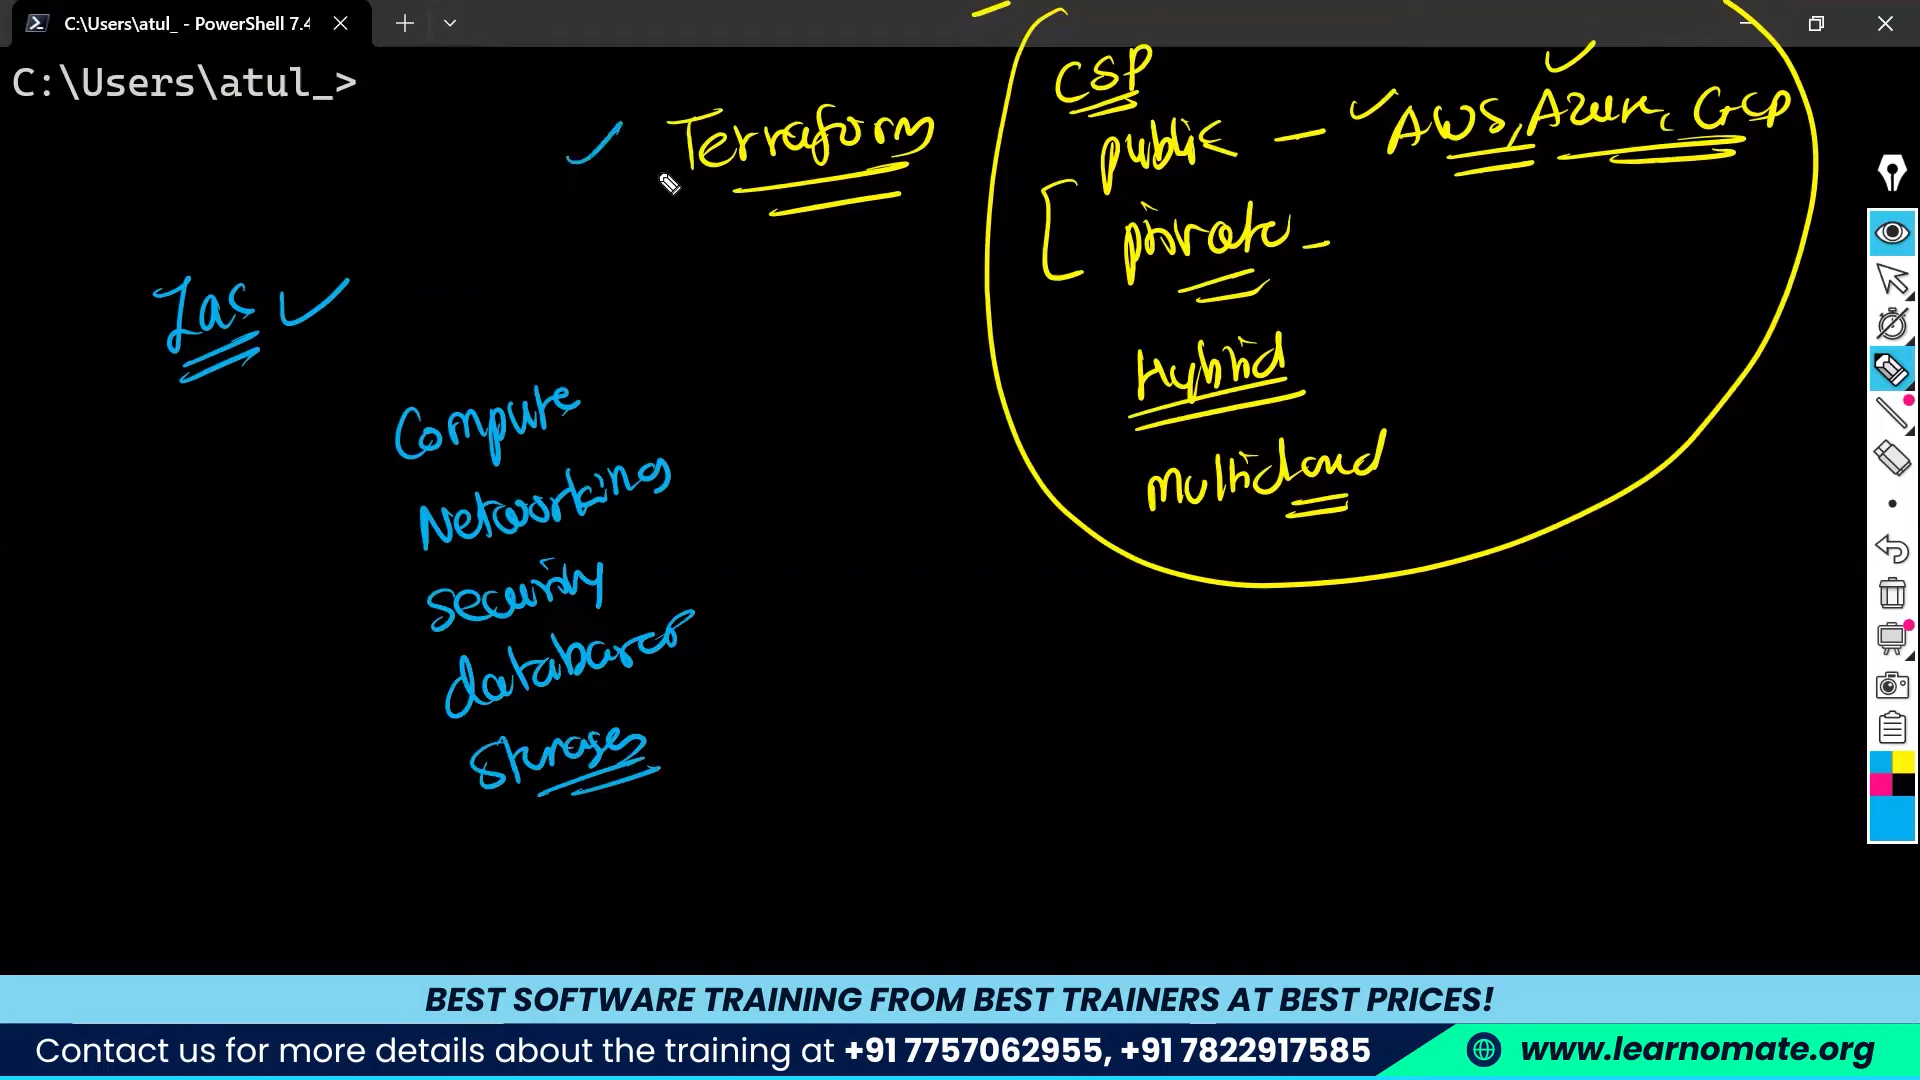 C:\Users\atul_ - PowerShell 7.4
C:\Users\atul_>
Terraform
CSP
public - AWS, Azure, GCP
private -
Hybrid
multicloud
Iac
Compute
Networking
security
databases
Storages
BEST SOFTWARE TRAINING FROM BEST TRAINERS AT BEST PRICES!
Contact us for more details about the training at +91 7757062955, +91 7822917585
www.learnomate.org